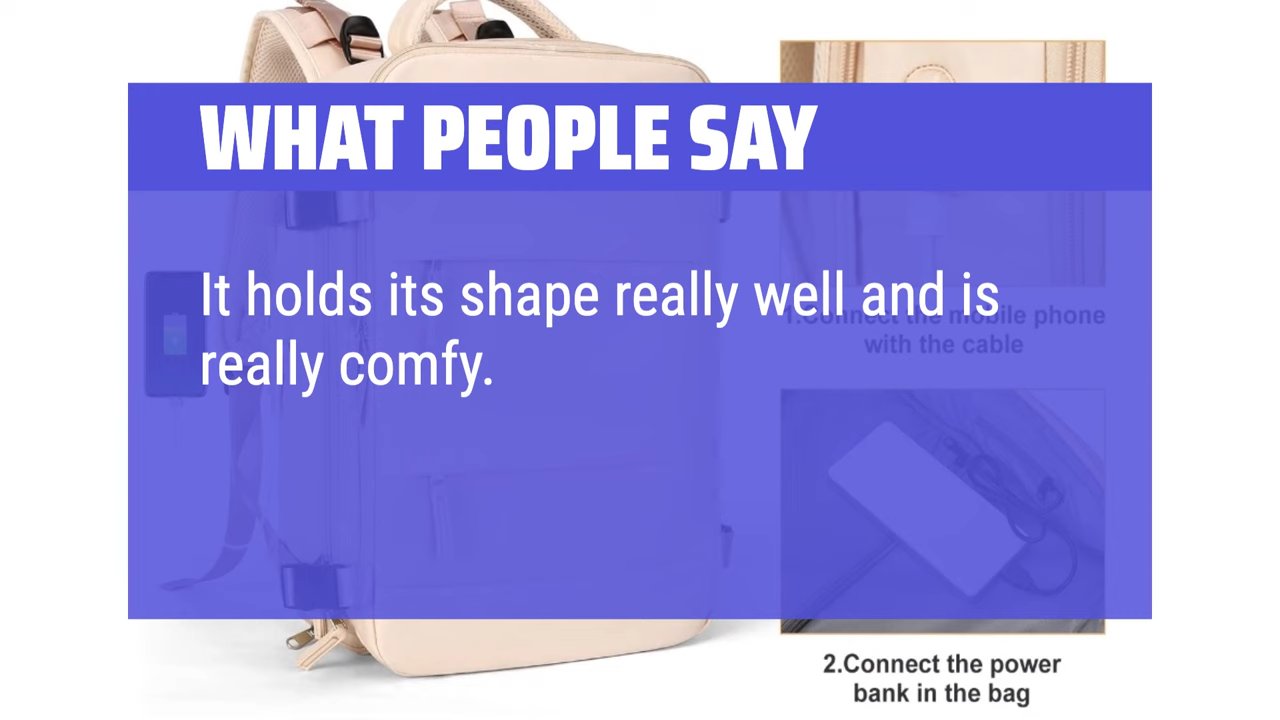 WHAT PEOPLE SAY
It holds its shape really well and is
really comfy.
1.Connect the mobile phone
with the cable
2.Connect the power
bank in the bag